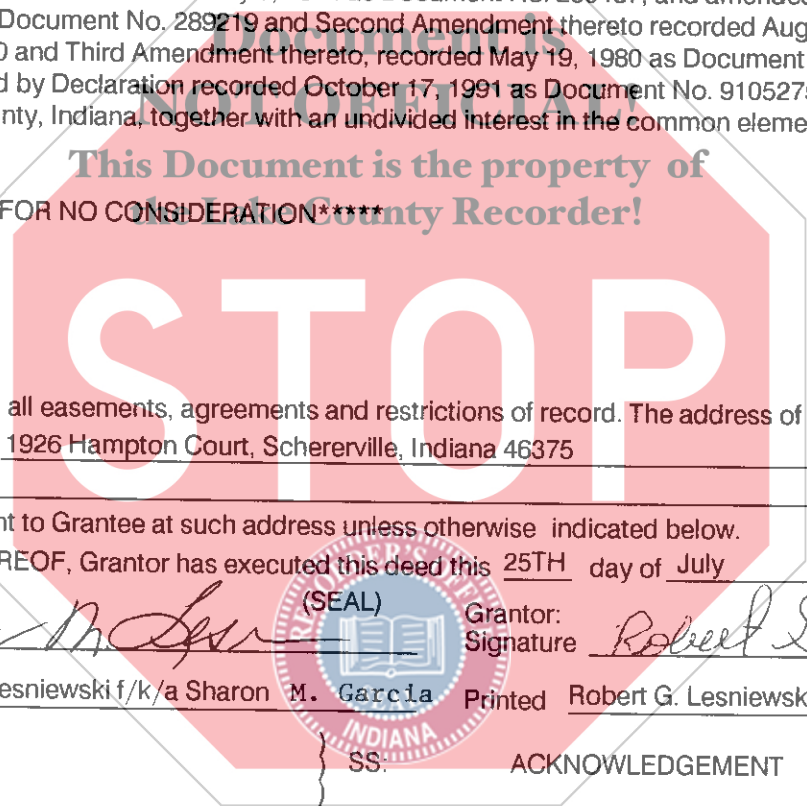 Document No. 289219 and Second Amendment thereto recorded Aug
Document is
0 and Third Amendment thereto, recorded May 19, 1980 as Document
d by Declaration recorded October 17, 1991 as Document No. 9105275
NOT OFFICIAL!
nty, Indiana, together with an undivided interest in the common eleme
This Document is the property of
the Lake County Recorder!
FOR NO CONSIDERATION*****
STOP
all easements, agreements and restrictions of record. The address of
1926 Hampton Court, Schererville, Indiana 46375
nt to Grantee at such address unless otherwise indicated below.
REOF, Grantor has executed this deed this 25TH day of July
(SEAL)
Grantor:
Signature Robert
esniewski f/k/a Sharon M. Garcia Printed Robert G. Lesniewsk
INDIANA
SS:
ACKNOWLEDGEMENT